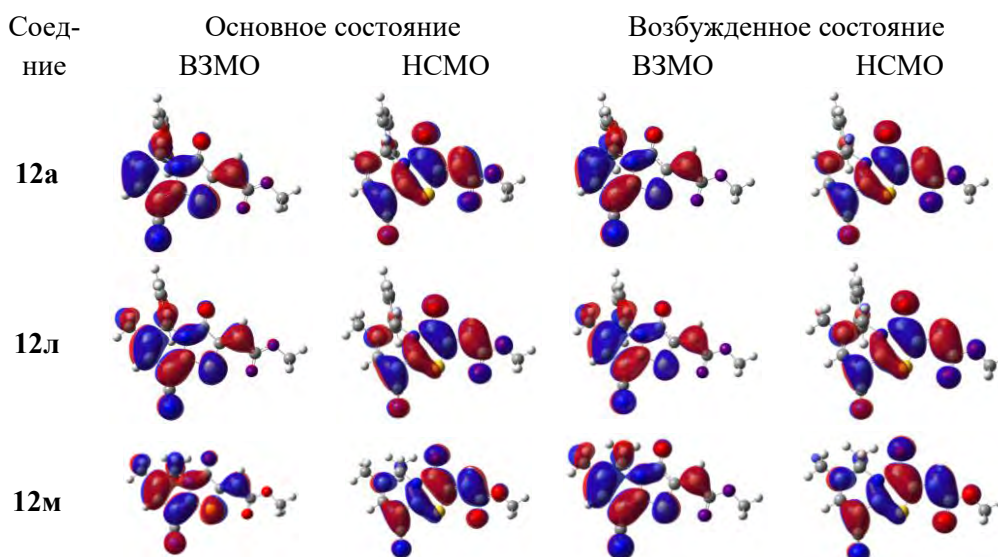 Соед- Основное состояние Возбужденное состояние
ние ВЗМО НСМО ВЗМО НСМО
12а
12л
12м